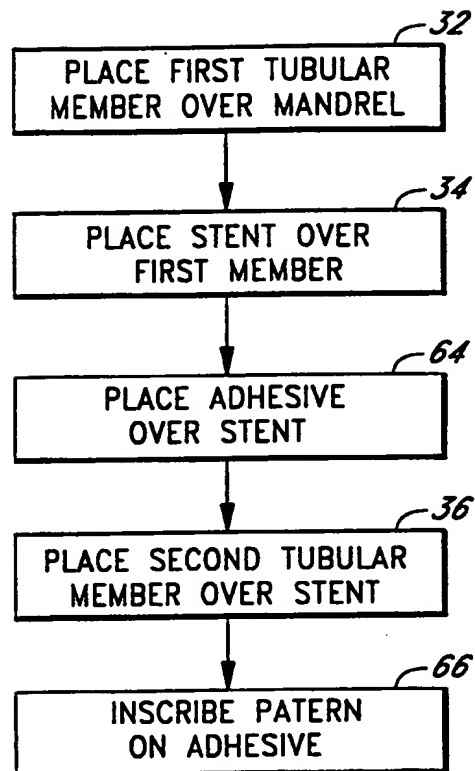 32
PLACE FIRST TUBULAR
MEMBER OVER MANDREL
34
PLACE STENT OVER
FIRST MEMBER
64
PLACE ADHESIVE
OVER STENT
36
PLACE SECOND TUBULAR
MEMBER OVER STENT
66
INSCRIBE PATERN
ON ADHESIVE